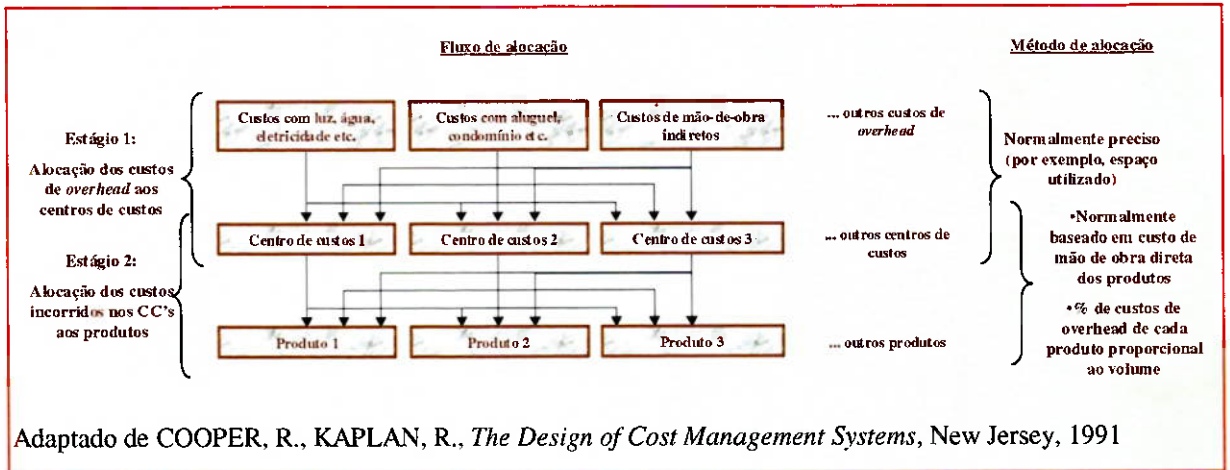 Fluxo de alocação
Método de alocação
Custos com luz, água,
eletricidade etc.
Custos com aluguel,
condomínio etc.
Custos de mão-de-obra
indiretos
... outros custos de
overhead
Estágio 1:
Alocação dos custos
de overhead aos
centros de custos
Normalmente preciso
(por exemplo, espaço
utilizado)
Centro de custos 1
Centro de custos 2
Centro de custos 3
... outros centros de
custos
Estágio 2:
Alocação dos custos
incorridos nos CC's
aos produtos
•Normalmente
baseado em custo de
mão de obra direta
dos produtos
•% de custos de
overhead de cada
produto proporcional
ao volume
Produto 1
Produto 2
Produto 3
... outros produtos
Adaptado de COOPER, R., KAPLAN, R., The Design of Cost Management Systems, New Jersey, 1991